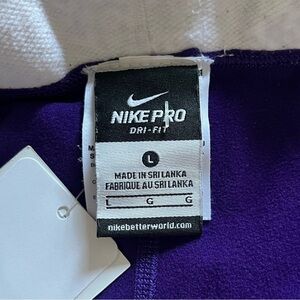 NIKE PRO
DRI-FIT
L
MADE IN SRI LANKA
FABRIQUE AU SRI LANKA
L G G
nikebetterworld.com